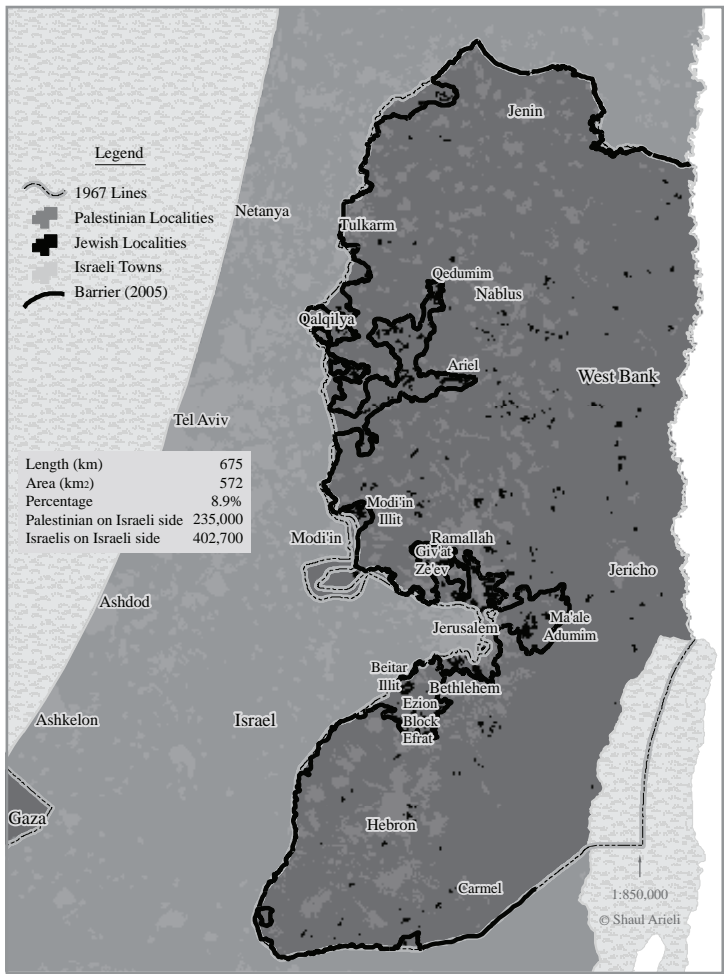 Jenin
Legend
1967 Lines
Palestinian Localities
Jewish Localities
Israeli Towns
Barrier (2005)
Netanya
Tulkarm
Qedumim
Nablus
Qalqilya
Ariel
West Bank
Tel Aviv
Length (km) 675
Area (km2) 572
Percentage 8.9%
Palestinian on Israeli side 235,000
Israelis on Israeli side 402,700
Modi'in
Illit
Modi'in
Ramallah
Giv'at
Ze'ev
Jericho
Ashdod
Ma'ale
Adumim
Jerusalem
Beitar
Illit
Bethlehem
Ezion
Block
Efrat
Ashkelon
Israel
Gaza
Hebron
Carmel
1:850,000
© Shaul Arieli